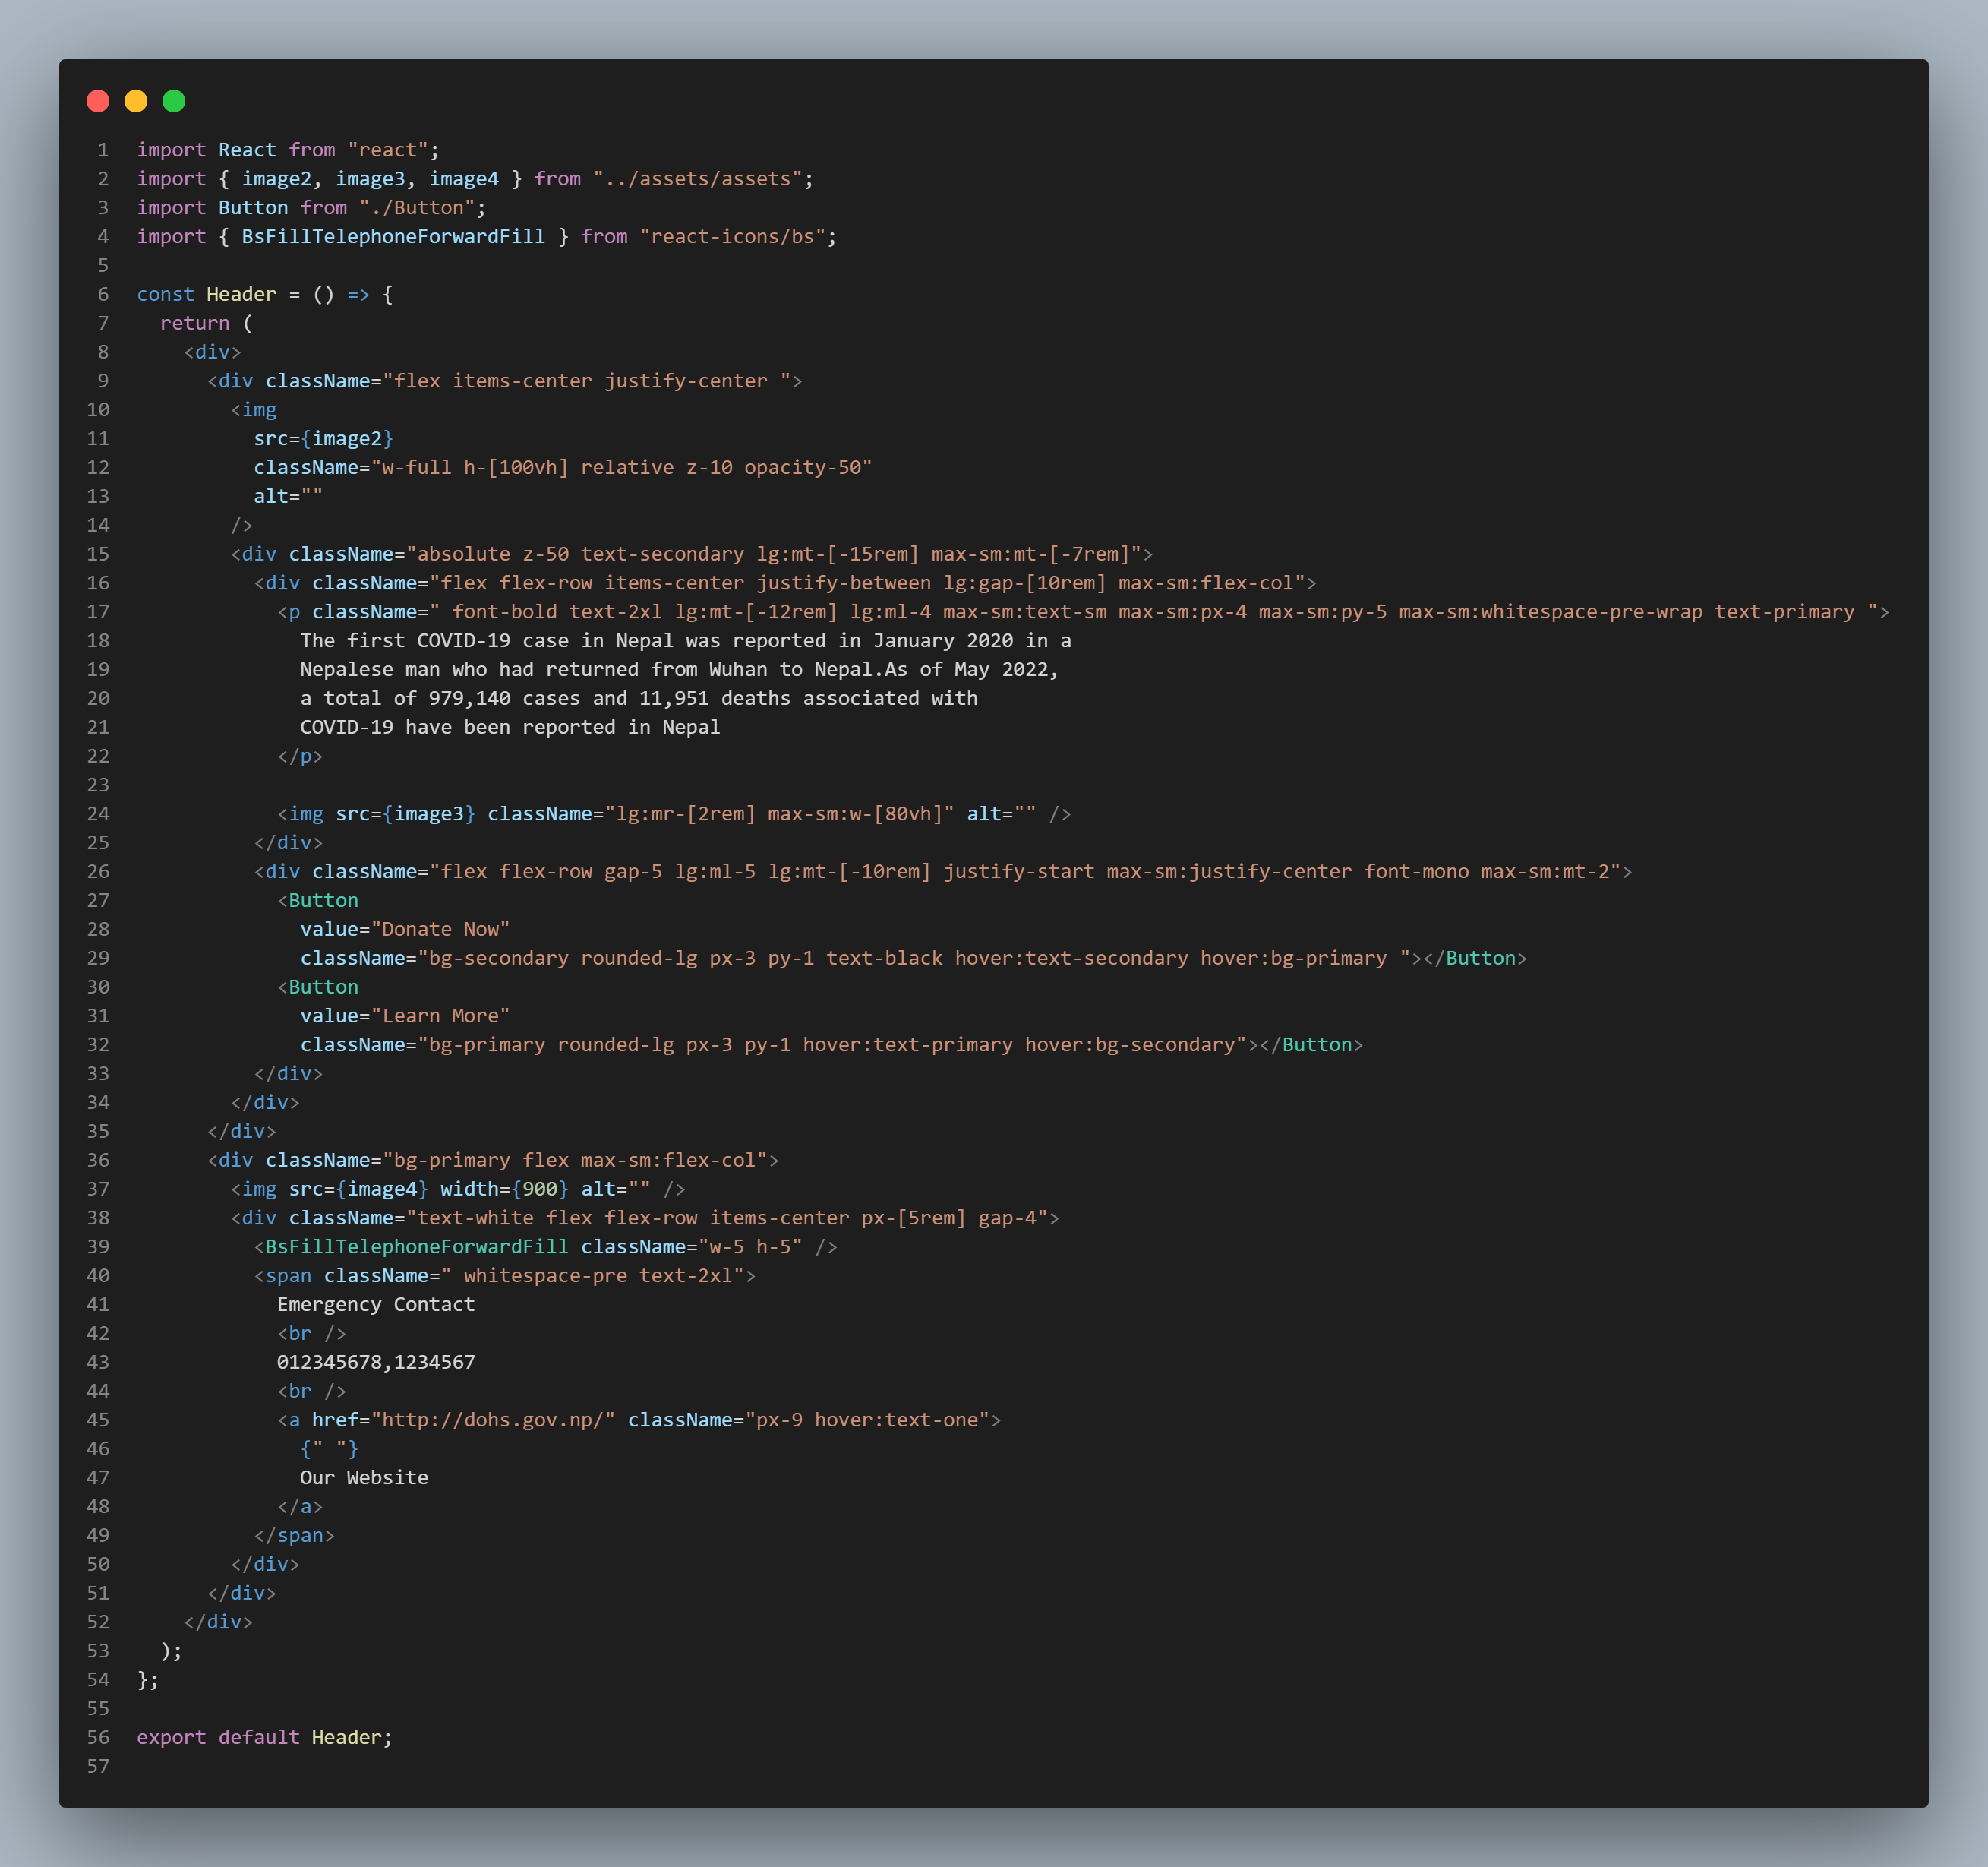 1 import React from "react";
2 import { image2, image3, image4 } from "../assets/assets";
3 import Button from "./Button";
4 import { BsFillTelephoneForwardFill } from "react-icons/bs";
5
6 const Header = () => {
7   return (
8     <div>
9       <div className="flex items-center justify-center ">
10         <img
11           src={image2}
12           className="w-full h-[100vh] relative z-10 opacity-50"
13           alt=""
14         />
15         <div className="absolute z-50 text-secondary lg:mt-[-15rem] max-sm:mt-[-7rem]">
16           <div className="flex flex-row items-center justify-between lg:gap-[10rem] max-sm:flex-col">
17             <p className=" font-bold text-2xl lg:mt-[-12rem] lg:ml-4 max-sm:text-sm max-sm:px-4 max-sm:py-5 max-sm:whitespace-pre-wrap text-primary ">
18               The first COVID-19 case in Nepal was reported in January 2020 in a
19               Nepalese man who had returned from Wuhan to Nepal.As of May 2022,
20               a total of 979,140 cases and 11,951 deaths associated with
21               COVID-19 have been reported in Nepal
22             </p>
23
24             <img src={image3} className="lg:mr-[2rem] max-sm:w-[80vh]" alt="" />
25           </div>
26           <div className="flex flex-row gap-5 lg:ml-5 lg:mt-[-10rem] justify-start max-sm:justify-center font-mono max-sm:mt-2">
27             <Button
28               value="Donate Now"
29               className="bg-secondary rounded-lg px-3 py-1 text-black hover:text-secondary hover:bg-primary "></Button>
30             <Button
31               value="Learn More"
32               className="bg-primary rounded-lg px-3 py-1 hover:text-primary hover:bg-secondary"></Button>
33           </div>
34         </div>
35       </div>
36       <div className="bg-primary flex max-sm:flex-col">
37         <img src={image4} width={900} alt="" />
38         <div className="text-white flex flex-row items-center px-[5rem] gap-4">
39           <BsFillTelephoneForwardFill className="w-5 h-5" />
40           <span className=" whitespace-pre text-2xl">
41             Emergency Contact
42             <br />
43             012345678,1234567
44             <br />
45             <a href="http://dohs.gov.np/" className="px-9 hover:text-one">
46               {" "}
47               Our Website
48             </a>
49           </span>
50         </div>
51       </div>
52     </div>
53   );
54 };
55
56 export default Header;
57